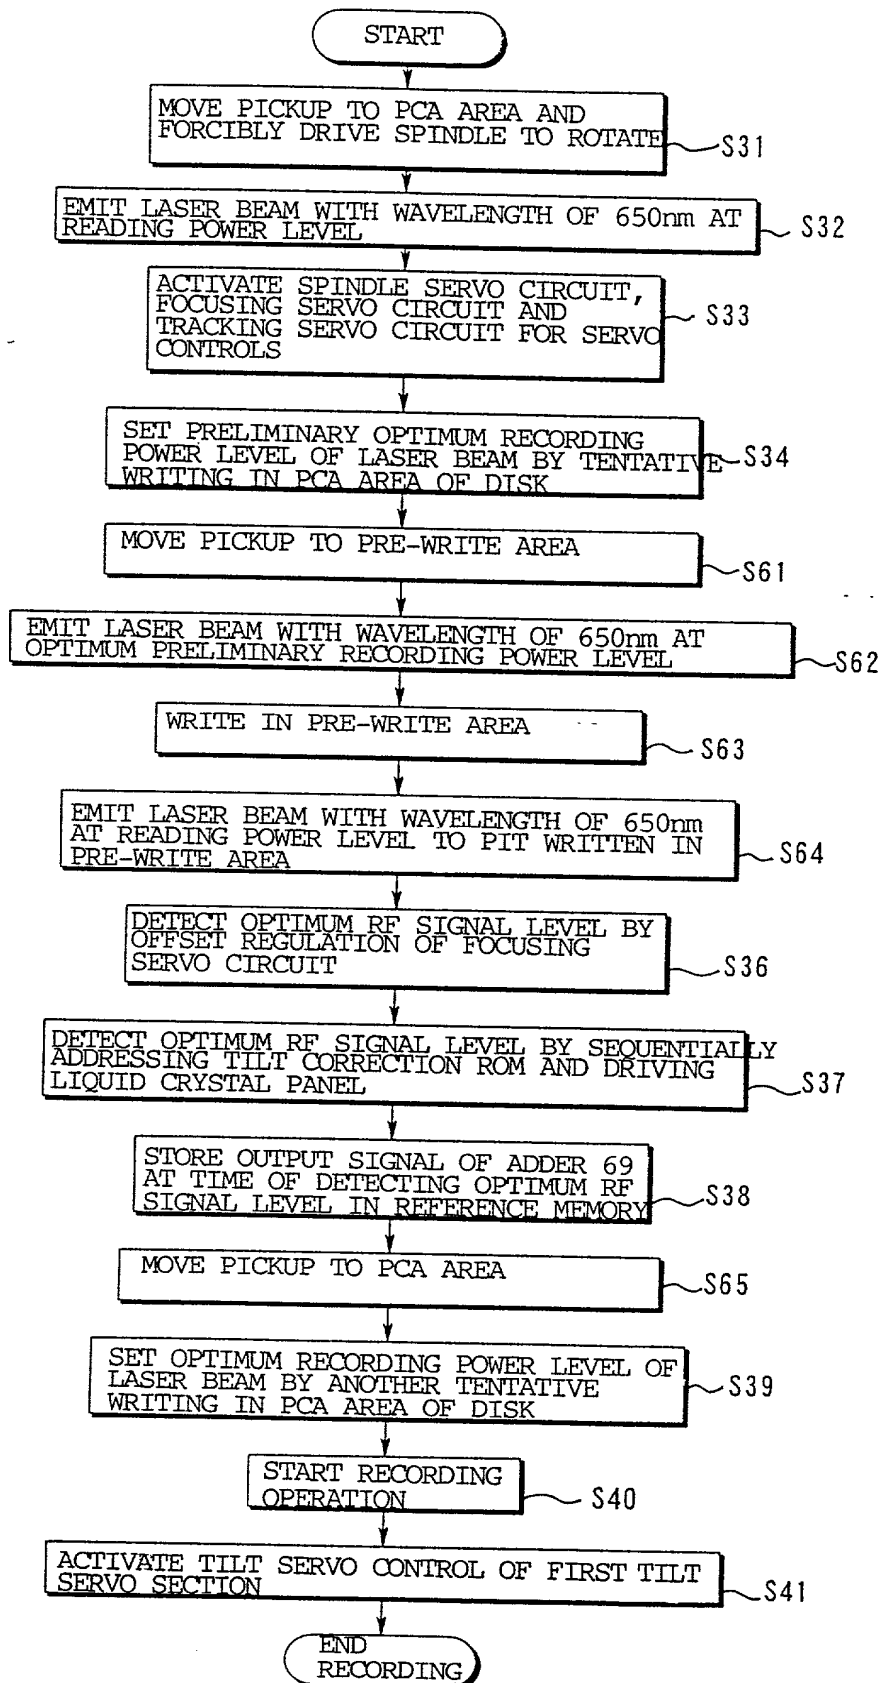 START
MOVE PICKUP TO PCA AREA AND
FORCIBLY DRIVE SPINDLE TO ROTATE
S31
EMIT LASER BEAM WITH WAVELENGTH OF 650nm AT
READING POWER LEVEL
S32
ACTIVATE SPINDLE SERVO CIRCUIT,
FOCUSING SERVO CIRCUIT AND
TRACKING SERVO CIRCUIT FOR SERVO
CONTROLS
S33
SET PRELIMINARY OPTIMUM RECORDING
POWER LEVEL OF LASER BEAM BY TENTATIVE
WRITING IN PCA AREA OF DISK
S34
MOVE PICKUP TO PRE-WRITE AREA
S61
EMIT LASER BEAM WITH WAVELENGTH OF 650nm AT
OPTIMUM PRELIMINARY RECORDING POWER LEVEL
S62
WRITE IN PRE-WRITE AREA
S63
EMIT LASER BEAM WITH WAVELENGTH OF 650nm
AT READING POWER LEVEL TO PIT WRITTEN IN
PRE-WRITE AREA
S64
DETECT OPTIMUM RF SIGNAL LEVEL BY
OFFSET REGULATION OF FOCUSING
SERVO CIRCUIT
S36
DETECT OPTIMUM RF SIGNAL LEVEL BY SEQUENTIALLY
ADDRESSING TILT CORRECTION ROM AND DRIVING
LIQUID CRYSTAL PANEL
S37
STORE OUTPUT SIGNAL OF ADDER 69
AT TIME OF DETECTING OPTIMUM RF
SIGNAL LEVEL IN REFERENCE MEMORY
S38
MOVE PICKUP TO PCA AREA
S65
SET OPTIMUM RECORDING POWER LEVEL OF
LASER BEAM BY ANOTHER TENTATIVE
WRITING IN PCA AREA OF DISK
S39
START RECORDING
OPERATION
S40
ACTIVATE TILT SERVO CONTROL OF FIRST TILT
SERVO SECTION
S41
END
RECORDING